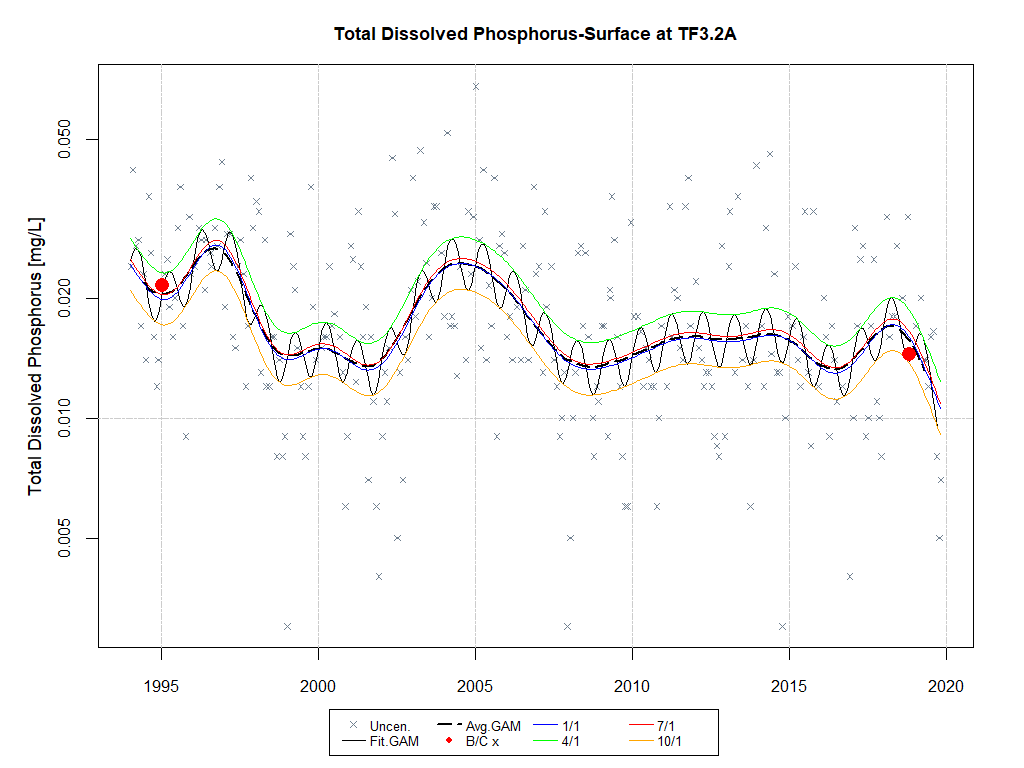 Total Dissolved Phosphorus-Surface at TF3.2A
Total Dissolved Phosphorus [mg/L]
0.050
0.020
0.010
0.005
1995 2000 2005 2010 2015 2020
Uncen. Avg.GAM 1/1 7/1
Fit.GAM B/C x 4/1 10/1